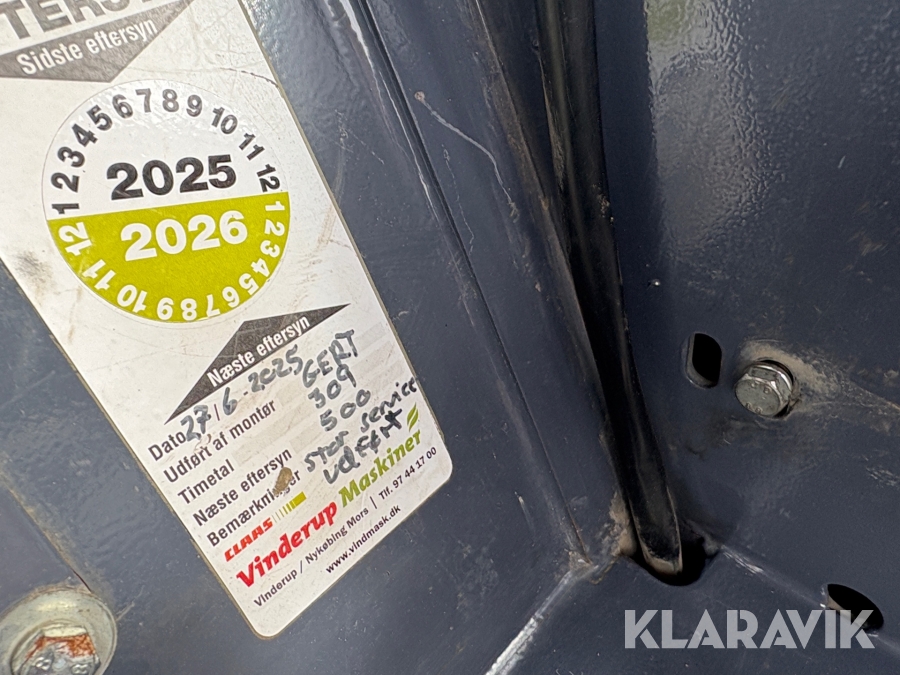 Sidste eftersyn
1 2 3 4 5 6 7 8 9 10 11 12
2025
2026
1 2 3 4 5 6 7 8 9 10 11 12
Næste eftersyn
Dato 27/6-2025
Udført af montør GERT
Timetal 309
Næste eftersyn 500
Bemærkninger Stor service
udført
CLAAS
Vinderup Maskiner
Vinderup / Nykøbing Mors | Tlf. 97 44 17 00
www.vindmask.dk
KLARAVIK